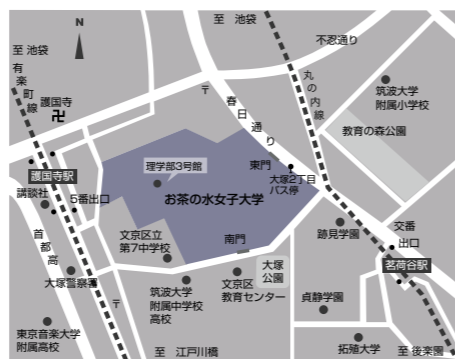 N
至 池袋
不忍通り
至 池袋
有楽町線
護国寺
卍
〒
春日通り
丸の内線
筑波大学
附属小学校
教育の森公園
護国寺駅
講談社
5番出口
理学部3号館
お茶の水女子大学
東門
大塚2丁目
バス停
文京区立
第7中学校
南門
跡見学園
交番
出口
茗荷谷駅
首都高
大塚警察署
〒
筑波大学
附属中学校
高校
文京区
教育センター
大塚
公園
貞静学園
東京音楽大学
附属高校
至 江戸川橋
拓殖大学
至 後楽園